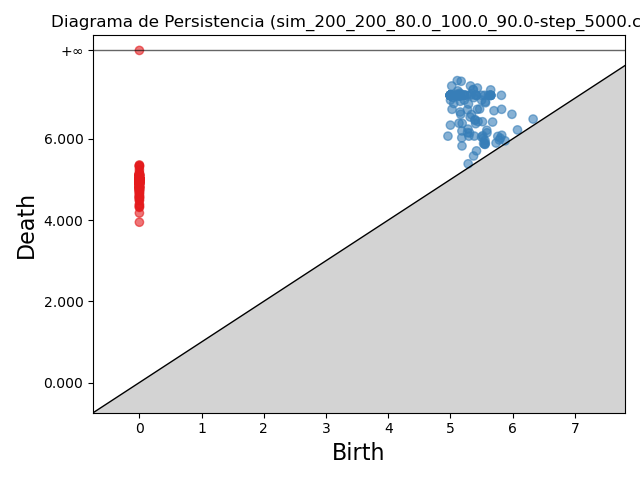 Diagrama de Persistencia (sim_200_200_80.0_100.0_90.0-step_5000.c
+∞
6.000
4.000
2.000
0.000
Death
0 1 2 3 4 5 6 7
Birth